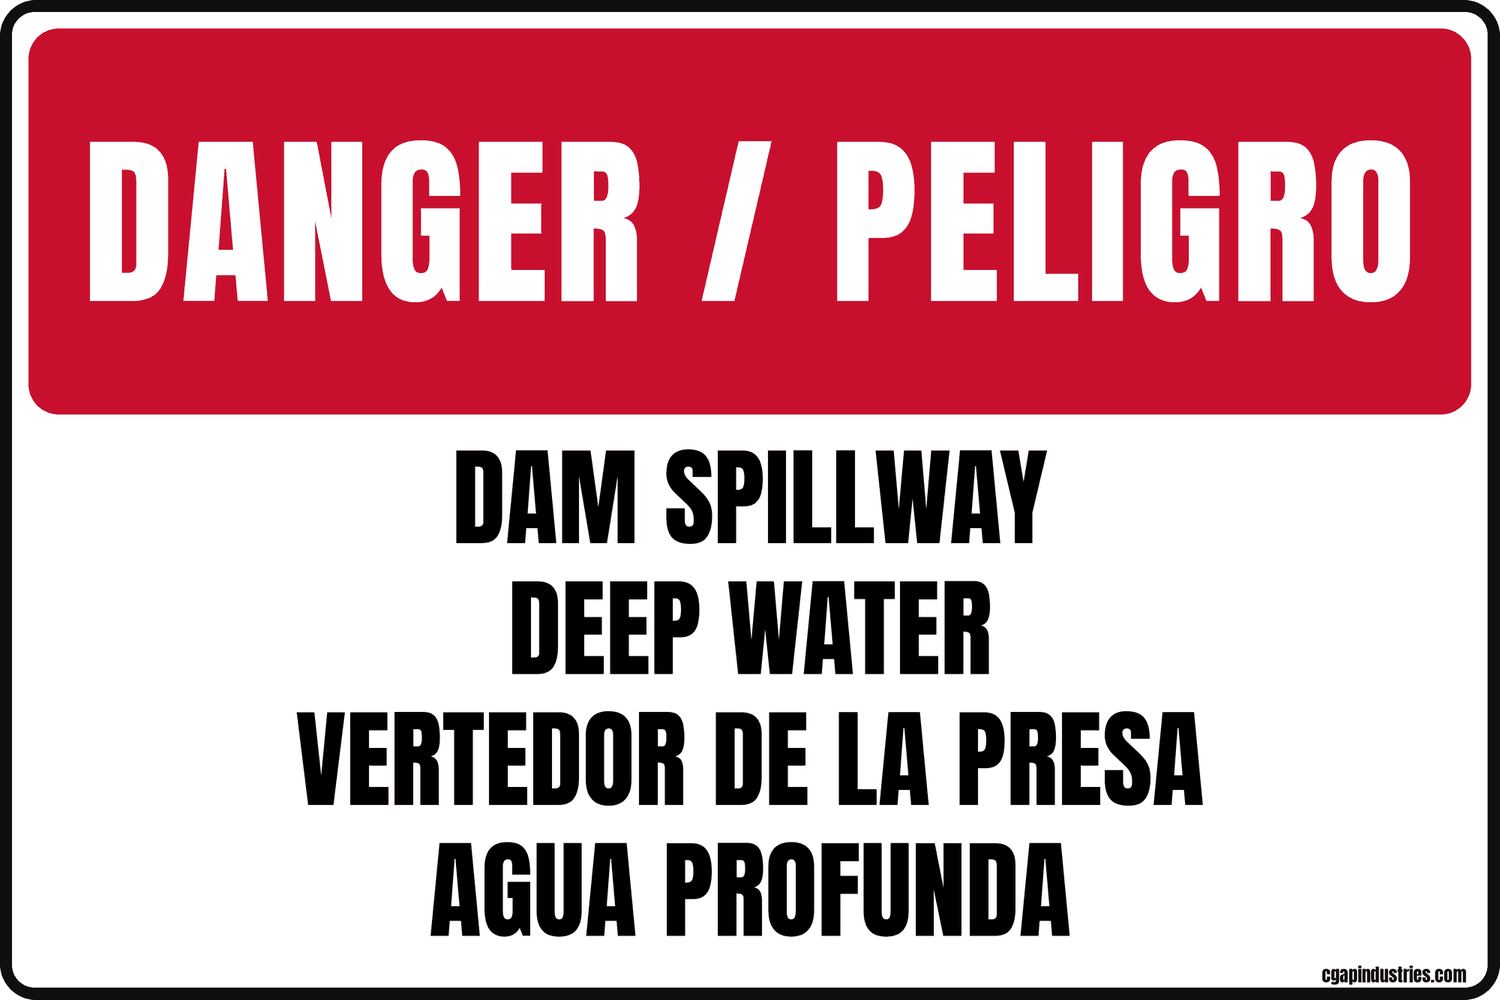 DANGER / PELIGRO
DAM SPILLWAY
DEEP WATER
VERTEDOR DE LA PRESA
AGUA PROFUNDA
cgapindustries.com